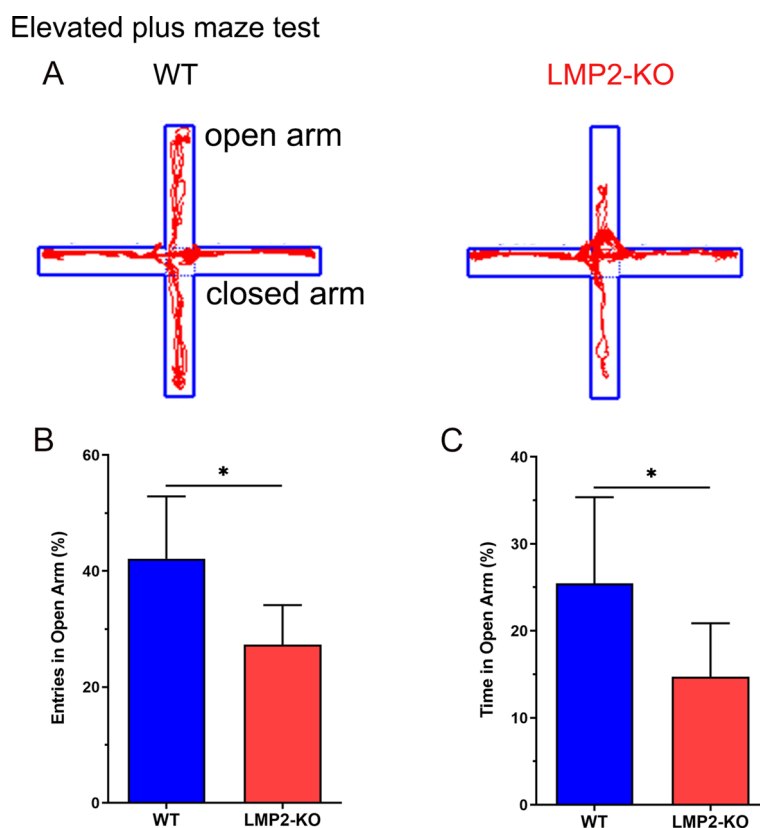 Elevated plus maze test
A
WT
LMP2-KO
open arm
closed arm
B
Entries in Open Arm (%)
60
40
20
0
*
WT
LMP2-KO
C
Time in Open Arm (%)
40
30
20
10
0
*
WT
LMP2-KO